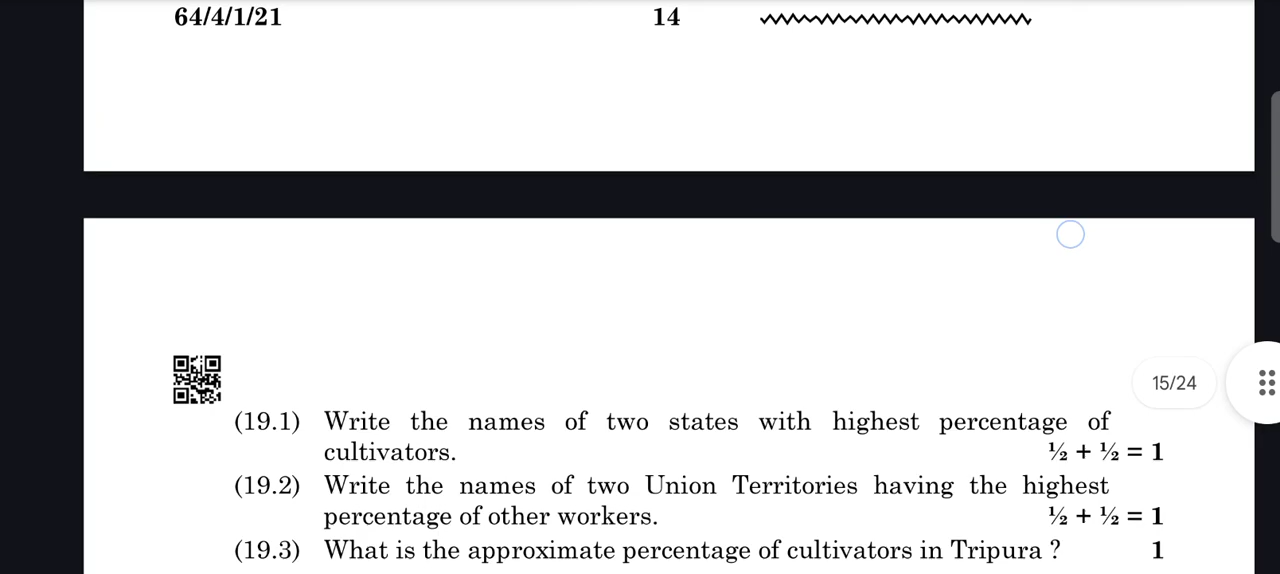 64/4/1/21 14
15/24
(19.1) Write the names of two states with highest percentage of
cultivators. ½ + ½ = 1
(19.2) Write the names of two Union Territories having the highest
percentage of other workers. ½ + ½ = 1
(19.3) What is the approximate percentage of cultivators in Tripura ? 1